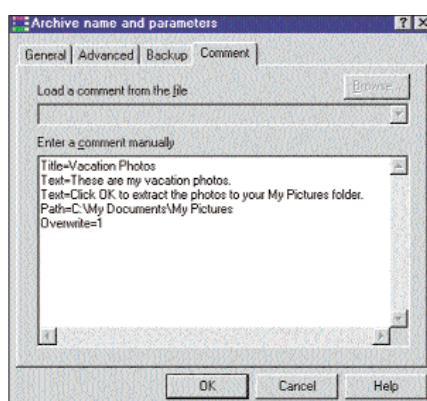 Archive name and parameters
General Advanced Backup Comment
Load a comment from the file
Browse...
Enter a comment manually
Title=Vacation Photos
Text=These are my vacation photos.
Text=Click OK to extract the photos to your My Pictures folder.
Path=C:\My Documents\My Pictures
Overwrite=1
OK Cancel Help